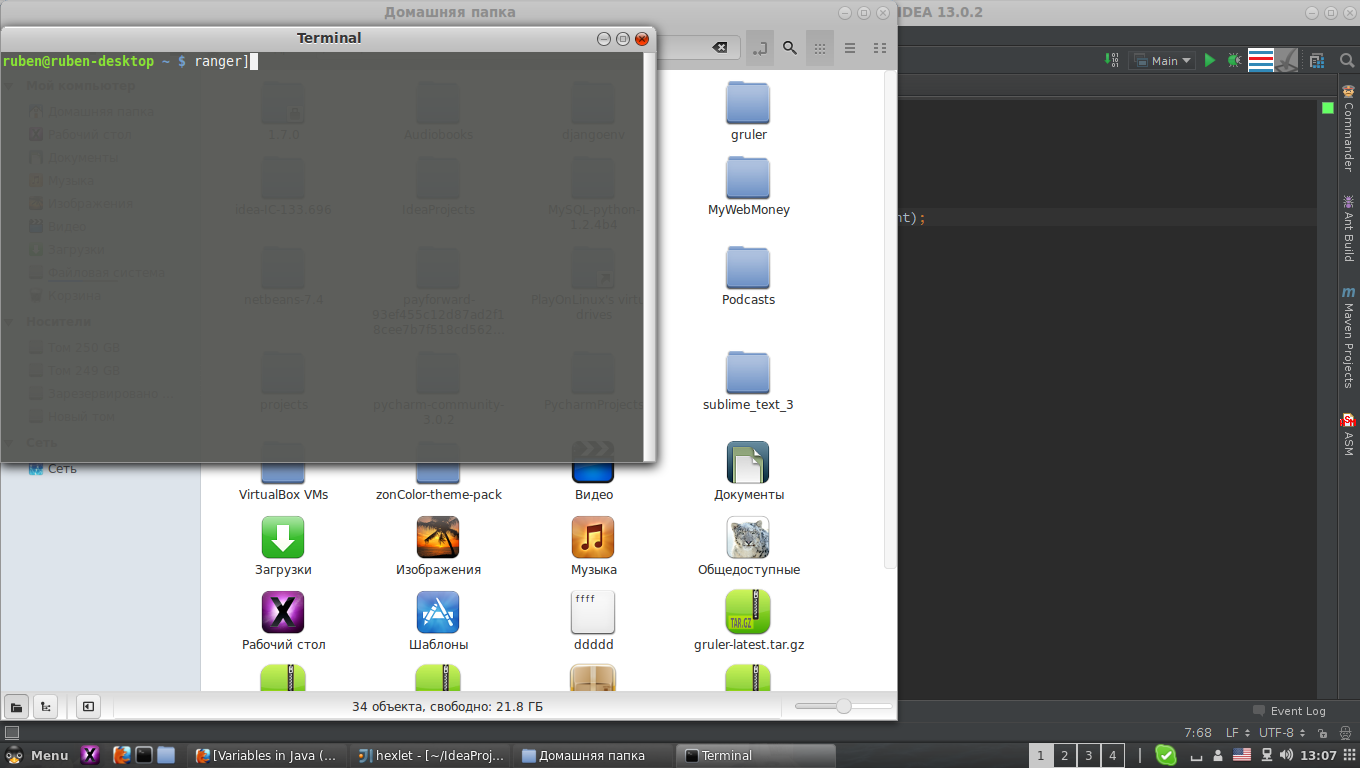 Домашняя папка
IDEA 13.0.2
Terminal
ruben@ruben-desktop ~ $ ranger]
Main
Мой компьютер
Домашняя папка
Рабочий стол
Документы
Музыка
Изображения
Видео
Загрузки
Файловая система
Корзина
Носители
Том 250 GB
Том 249 GB
Зарезервировано
Новый том
Сеть
Сеть
1.7.0
Audiobooks
djangoenv
gruler
idea-IC-133.696
IdeaProjects
MySQL-python-
1.2.4b4
MyWebMoney
netbeans-7.4
payforward-
PlayOnLinux's virtu
drives
Podcasts
projects
pycharm-community-
3.0.2
PycharmProjects
sublime_text_3
VirtualBox VMs
zonColor-theme-pack
Видео
Документы
Загрузки
Изображения
Музыка
Общедоступные
Рабочий стол
Шаблоны
ffff
ddddd
TAR.GZ
gruler-latest.tar.gz
34 объекта, свободно: 21.8 ГБ
nt);
Commander
Ant Build
Maven Projects
ASM
Event Log
7:68 LF UTF-8
Menu
[Variables in Java (...
hexlet - [~/IdeaProj...
Домашняя папка
Terminal
1 2 3 4
13:07